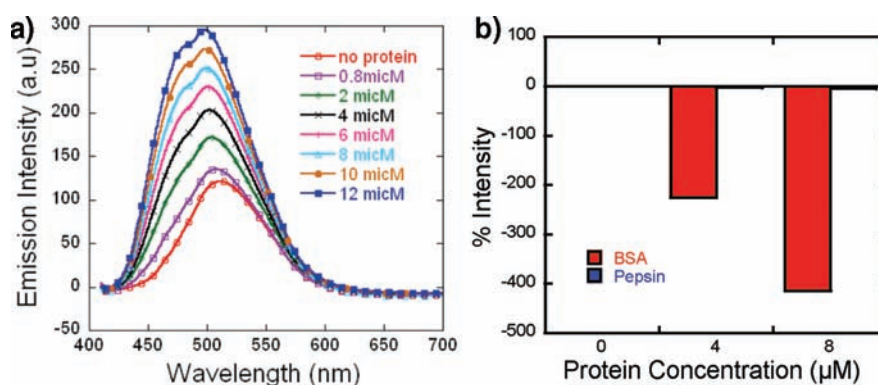 a)
Emission Intensity (a.u)
300
250
200
150
100
50
0
-50
no protein
0.8micM
2 micM
4 micM
6 micM
8 micM
10 micM
12 micM
400 450 500 550 600 650 700
Wavelength (nm)
b)
% Intensity
100
0
-100
-200
-300
-400
-500
BSA
Pepsin
0 4 8
Protein Concentration (µM)